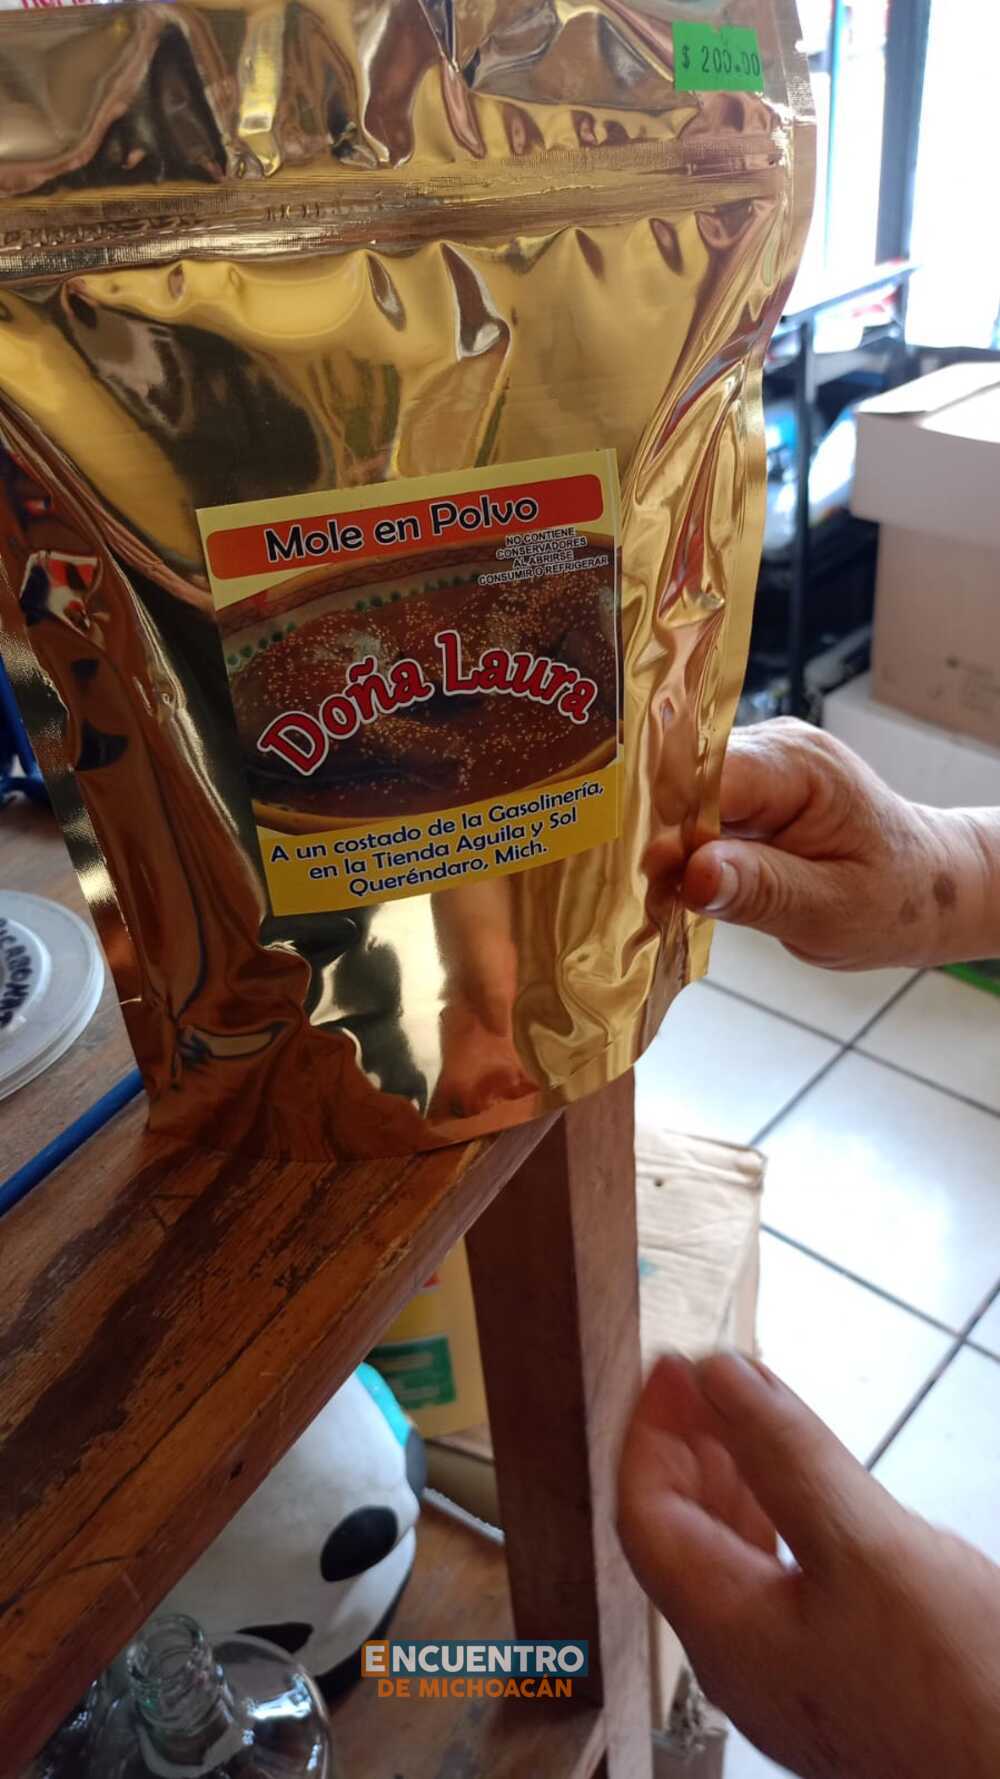 $ 200.00
Mole en Polvo
NO CONTIENE
CONSERVADORES
AL ABRIRSE
CONSUMIR O REFRIGERAR
Doña Laura
A un costado de la Gasolinería,
en la Tienda Aguila y Sol
Queréndaro, Mich.
ENCUENTRO
DE MICHOACÁN